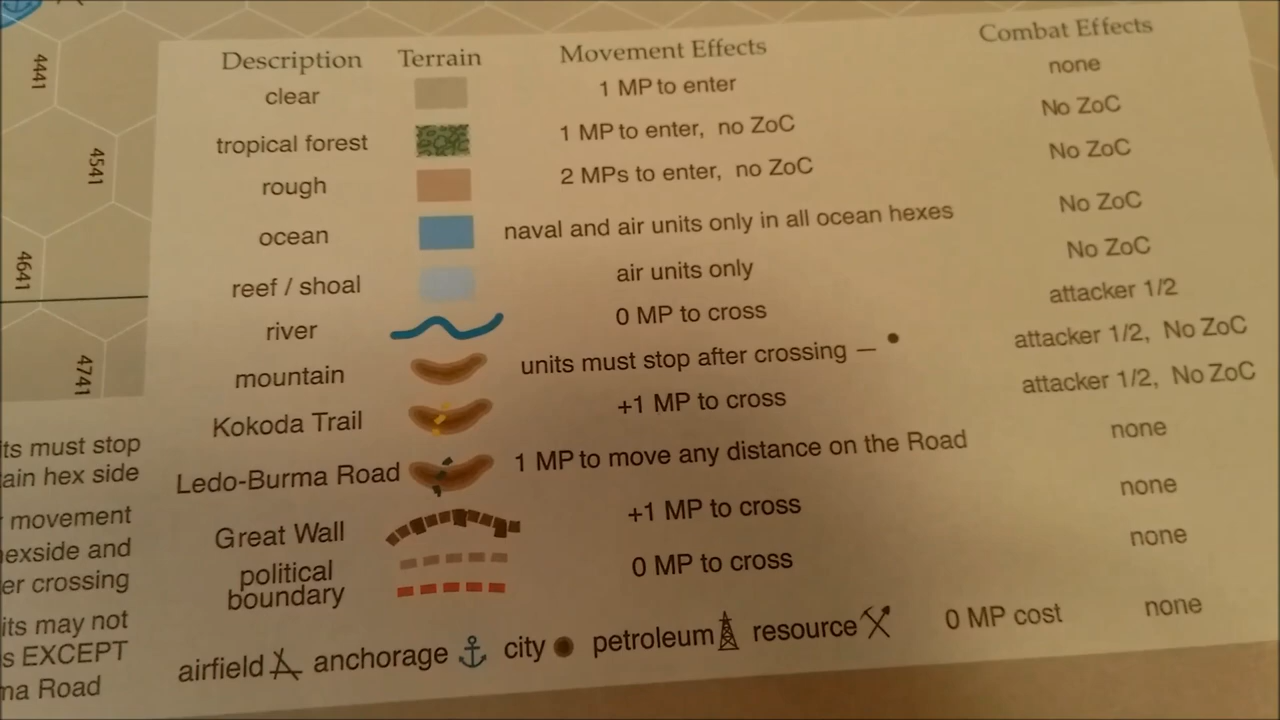 4441
4541
4641
4741
Description Terrain Movement Effects Combat Effects
clear 1 MP to enter none
tropical forest 1 MP to enter, no ZoC No ZoC
rough 2 MPs to enter, no ZoC No ZoC
ocean naval and air units only in all ocean hexes No ZoC
reef / shoal air units only No ZoC
river 0 MP to cross attacker 1/2
mountain units must stop after crossing — • attacker 1/2, No ZoC
Kokoda Trail +1 MP to cross attacker 1/2, No ZoC
Ledo-Burma Road 1 MP to move any distance on the Road none
Great Wall +1 MP to cross none
political
boundary 0 MP to cross none
airfield anchorage city petroleum resource 0 MP cost none
its must stop
ain hex side
movement
hexside and
er crossing
its may not
s EXCEPT
ma Road